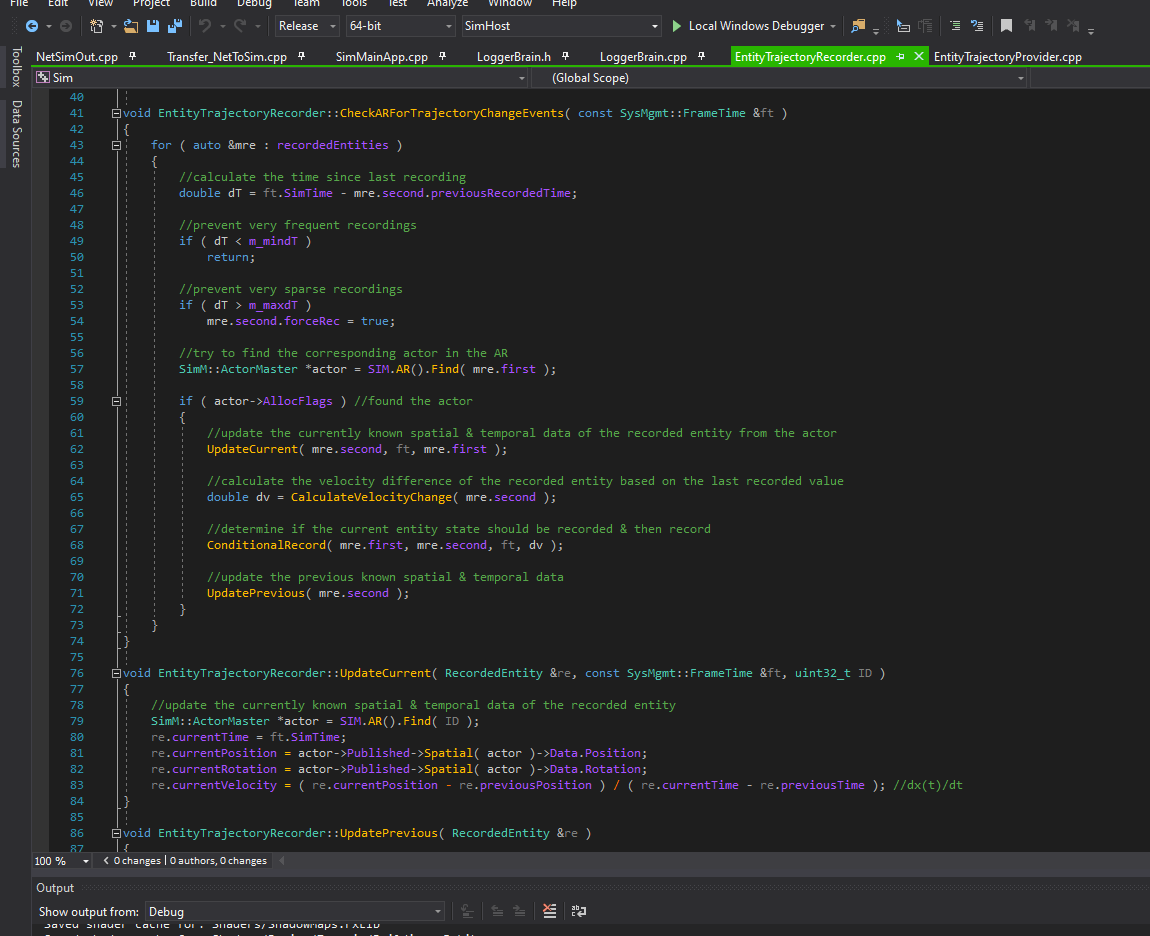 File Edit View Project Build Debug Team Tools Test Analyze Window Help
Release 64-bit SimHost Local Windows Debugger
NetSimOut.cpp Transfer_NetToSim.cpp SimMainApp.cpp LoggerBrain.h LoggerBrain.cpp EntityTrajectoryRecorder.cpp EntityTrajectoryProvider.cpp
Toolbox
Data Sources
Sim (Global Scope)
40
41 void EntityTrajectoryRecorder::CheckARForTrajectoryChangeEvents( const SysMgmt::FrameTime &ft )
42 {
43 for ( auto &mre : recordedEntities )
44 {
45 //calculate the time since last recording
46 double dT = ft.SimTime - mre.second.previousRecordedTime;
47
48 //prevent very frequent recordings
49 if ( dT < m_mindT )
50 return;
51
52 //prevent very sparse recordings
53 if ( dT > m_maxdT )
54 mre.second.forceRec = true;
55
56 //try to find the corresponding actor in the AR
57 SimM::ActorMaster *actor = SIM.AR().Find( mre.first );
58
59 if ( actor->AllocFlags ) //found the actor
60 {
61 //update the currently known spatial & temporal data of the recorded entity from the actor
62 UpdateCurrent( mre.second, ft, mre.first );
63
64 //calculate the velocity difference of the recorded entity based on the last recorded value
65 double dv = CalculateVelocityChange( mre.second );
66
67 //determine if the current entity state should be recorded & then record
68 ConditionalRecord( mre.first, mre.second, ft, dv );
69
70 //update the previous known spatial & temporal data
71 UpdatePrevious( mre.second );
72 }
73 }
74 }
75
76 void EntityTrajectoryRecorder::UpdateCurrent( RecordedEntity &re, const SysMgmt::FrameTime &ft, uint32_t ID )
77 {
78 //update the currently known spatial & temporal data of the recorded entity
79 SimM::ActorMaster *actor = SIM.AR().Find( ID );
80 re.currentTime = ft.SimTime;
81 re.currentPosition = actor->Published->Spatial( actor )->Data.Position;
82 re.currentRotation = actor->Published->Spatial( actor )->Data.Rotation;
83 re.currentVelocity = ( re.currentPosition - re.previousPosition ) / ( re.currentTime - re.previousTime ); //dx(t)/dt
84 }
85
86 void EntityTrajectoryRecorder::UpdatePrevious( RecordedEntity &re )
87 {
100 % 0 changes | 0 authors, 0 changes
Output
Show output from: Debug
Saved shader cache for: Shaders/ShadowMaps.FXLib